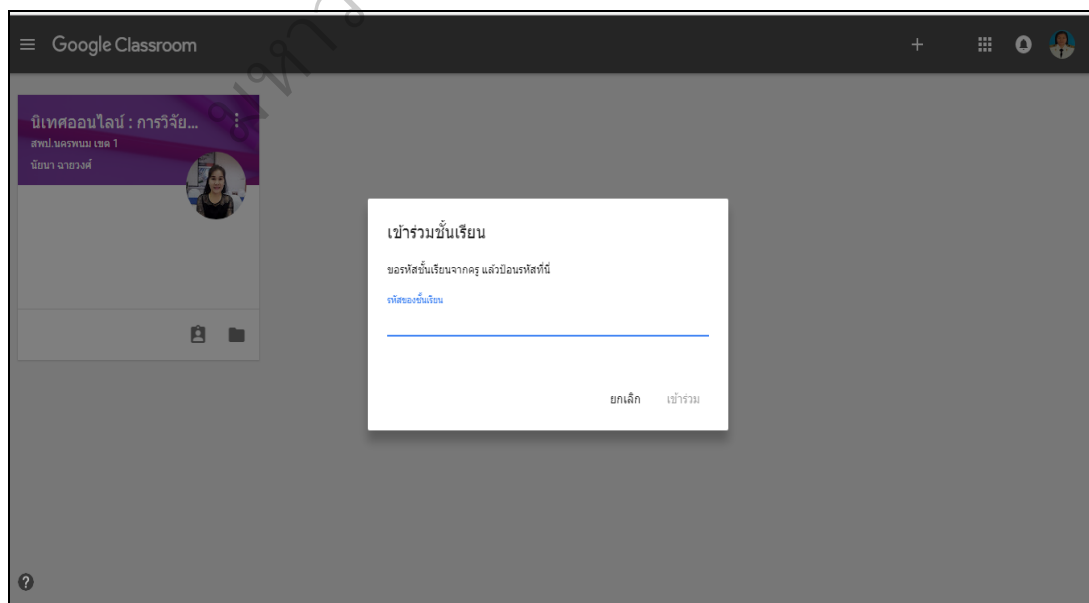 Google Classroom
นิเทศออนไลน์ : การวิจัย...
สพป.นครพนม เขต 1
นัยนา ฉายวงศ์
เข้าร่วมชั้นเรียน
ขอรหัสชั้นเรียนจากครู แล้วป้อนรหัสที่นี่
รหัสของชั้นเรียน
ยกเลิก เข้าร่วม